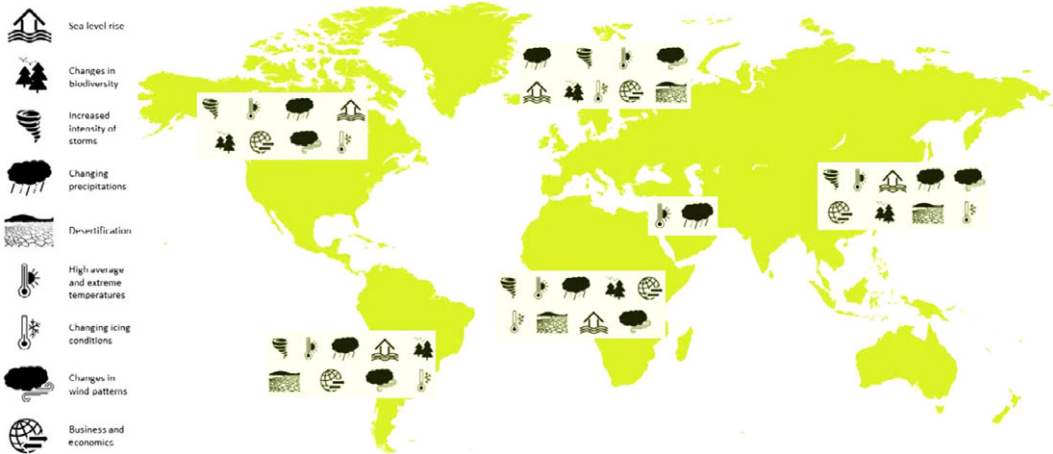 Sea level rise
Changes in
biodiversity
Increased
intensity of
storms
Changing
precipitations
Desertification
High average
and extreme
temperatures
Changing icing
conditions
Changes in
wind patterns
Business and
economics